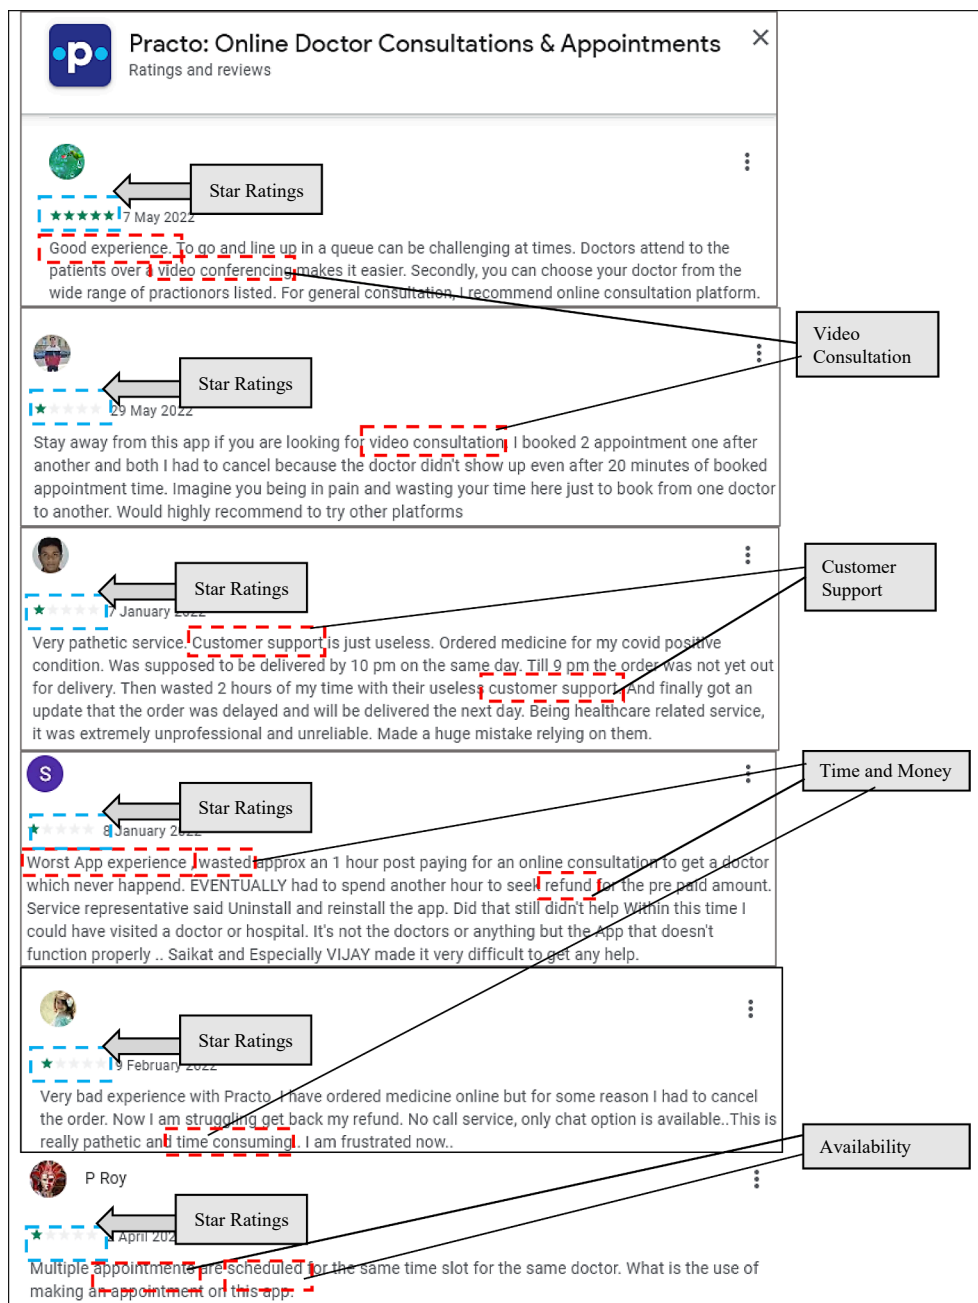 p
Practo: Online Doctor Consultations & Appointments
Ratings and reviews
Star Ratings
7 May 2022
Good experience. To go and line up in a queue can be challenging at times. Doctors attend to the
patients over a video conferencing makes it easier. Secondly, you can choose your doctor from the
wide range of practionors listed. For general consultation, I recommend online consultation platform.
Video
Consultation
Star Ratings
29 May 2022
Stay away from this app if you are looking for video consultation. I booked 2 appointment one after
another and both I had to cancel because the doctor didn't show up even after 20 minutes of booked
appointment time. Imagine you being in pain and wasting your time here just to book from one doctor
to another. Would highly recommend to try other platforms
Customer
Support
Star Ratings
7 January 2022
Very pathetic service. Customer support is just useless. Ordered medicine for my covid positive
condition. Was supposed to be delivered by 10 pm on the same day. Till 9 pm the order was not yet out
for delivery. Then wasted 2 hours of my time with their useless customer support. And finally got an
update that the order was delayed and will be delivered the next day. Being healthcare related service,
it was extremely unprofessional and unreliable. Made a huge mistake relying on them.
S
Time and Money
Star Ratings
8 January 2022
Worst App experience , wasted approx an 1 hour post paying for an online consultation to get a doctor
which never happend. EVENTUALLY had to spend another hour to seek refund for the pre paid amount.
Service representative said Uninstall and reinstall the app. Did that still didn't help Within this time I
could have visited a doctor or hospital. It's not the doctors or anything but the App that doesn't
function properly .. Saikat and Especially VIJAY made it very difficult to get any help.
Star Ratings
9 February 2022
Very bad experience with Practo. I have ordered medicine online but for some reason I had to cancel
the order. Now I am struggling get back my refund. No call service, only chat option is available..This is
really pathetic and time consuming.. I am frustrated now..
Availability
P Roy
Star Ratings
April
Multiple appointments are scheduled for the same time slot for the same doctor. What is the use of
making an appointment on this app.